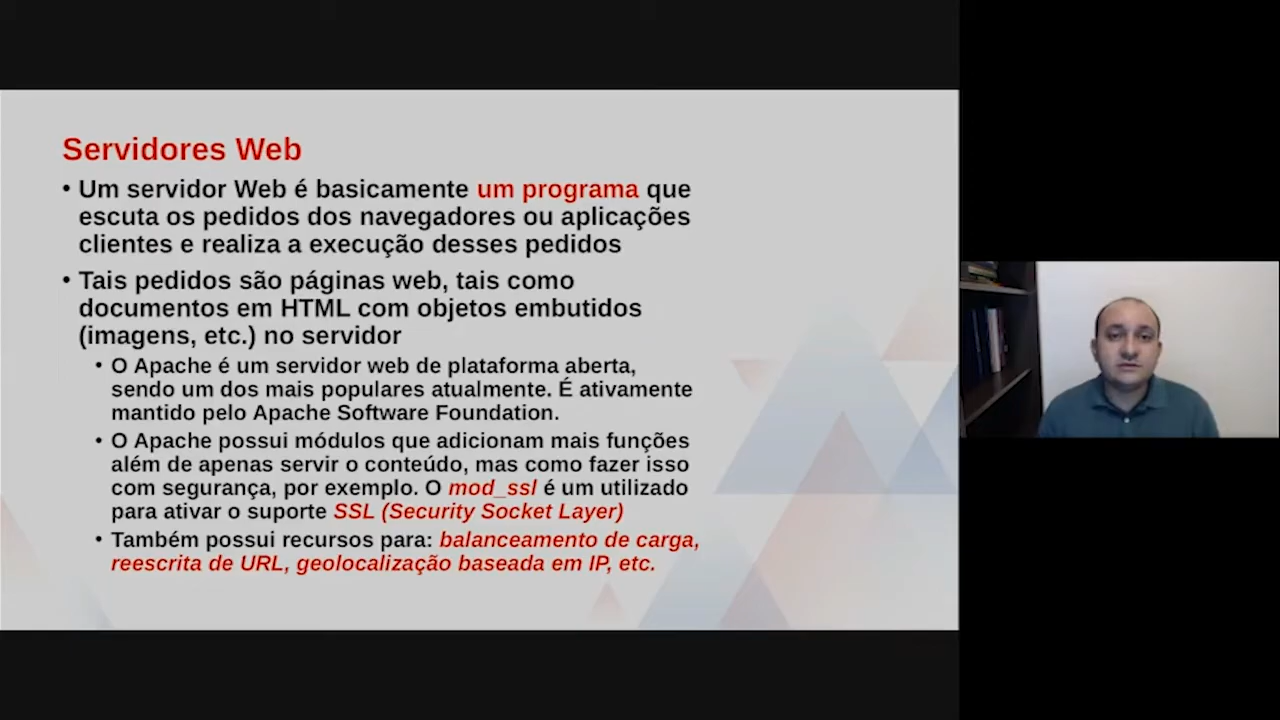 Servidores Web
• Um servidor Web é basicamente um programa que
escuta os pedidos dos navegadores ou aplicações
clientes e realiza a execução desses pedidos
• Tais pedidos são páginas web, tais como
documentos em HTML com objetos embutidos
(imagens, etc.) no servidor
• O Apache é um servidor web de plataforma aberta,
sendo um dos mais populares atualmente. É ativamente
mantido pelo Apache Software Foundation.
• O Apache possui módulos que adicionam mais funções
além de apenas servir o conteúdo, mas como fazer isso
com segurança, por exemplo. O mod_ssl é um utilizado
para ativar o suporte SSL (Security Socket Layer)
• Também possui recursos para: balanceamento de carga,
reescrita de URL, geolocalização baseada em IP, etc.